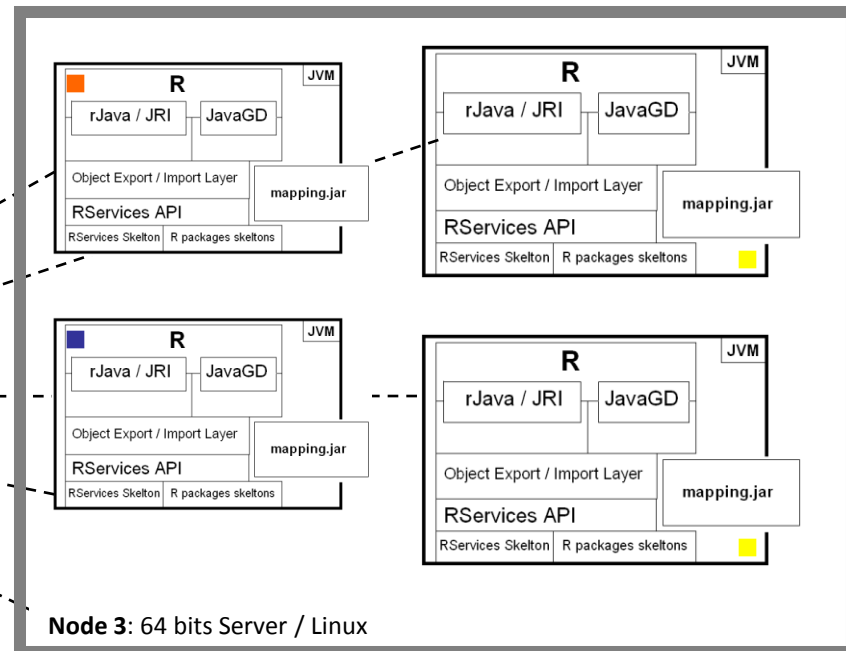 JVM
R
rJava / JRI
JavaGD
Object Export / Import Layer
mapping.jar
RServices API
RServices Skelton
R packages skeltons
JVM
R
rJava / JRI
JavaGD
Object Export / Import Layer
mapping.jar
RServices API
RServices Skelton
R packages skeltons
JVM
R
rJava / JRI
JavaGD
Object Export / Import Layer
mapping.jar
RServices API
RServices Skelton
R packages skeltons
JVM
R
rJava / JRI
JavaGD
Object Export / Import Layer
mapping.jar
RServices API
RServices Skelton
R packages skeltons
Node 3: 64 bits Server / Linux